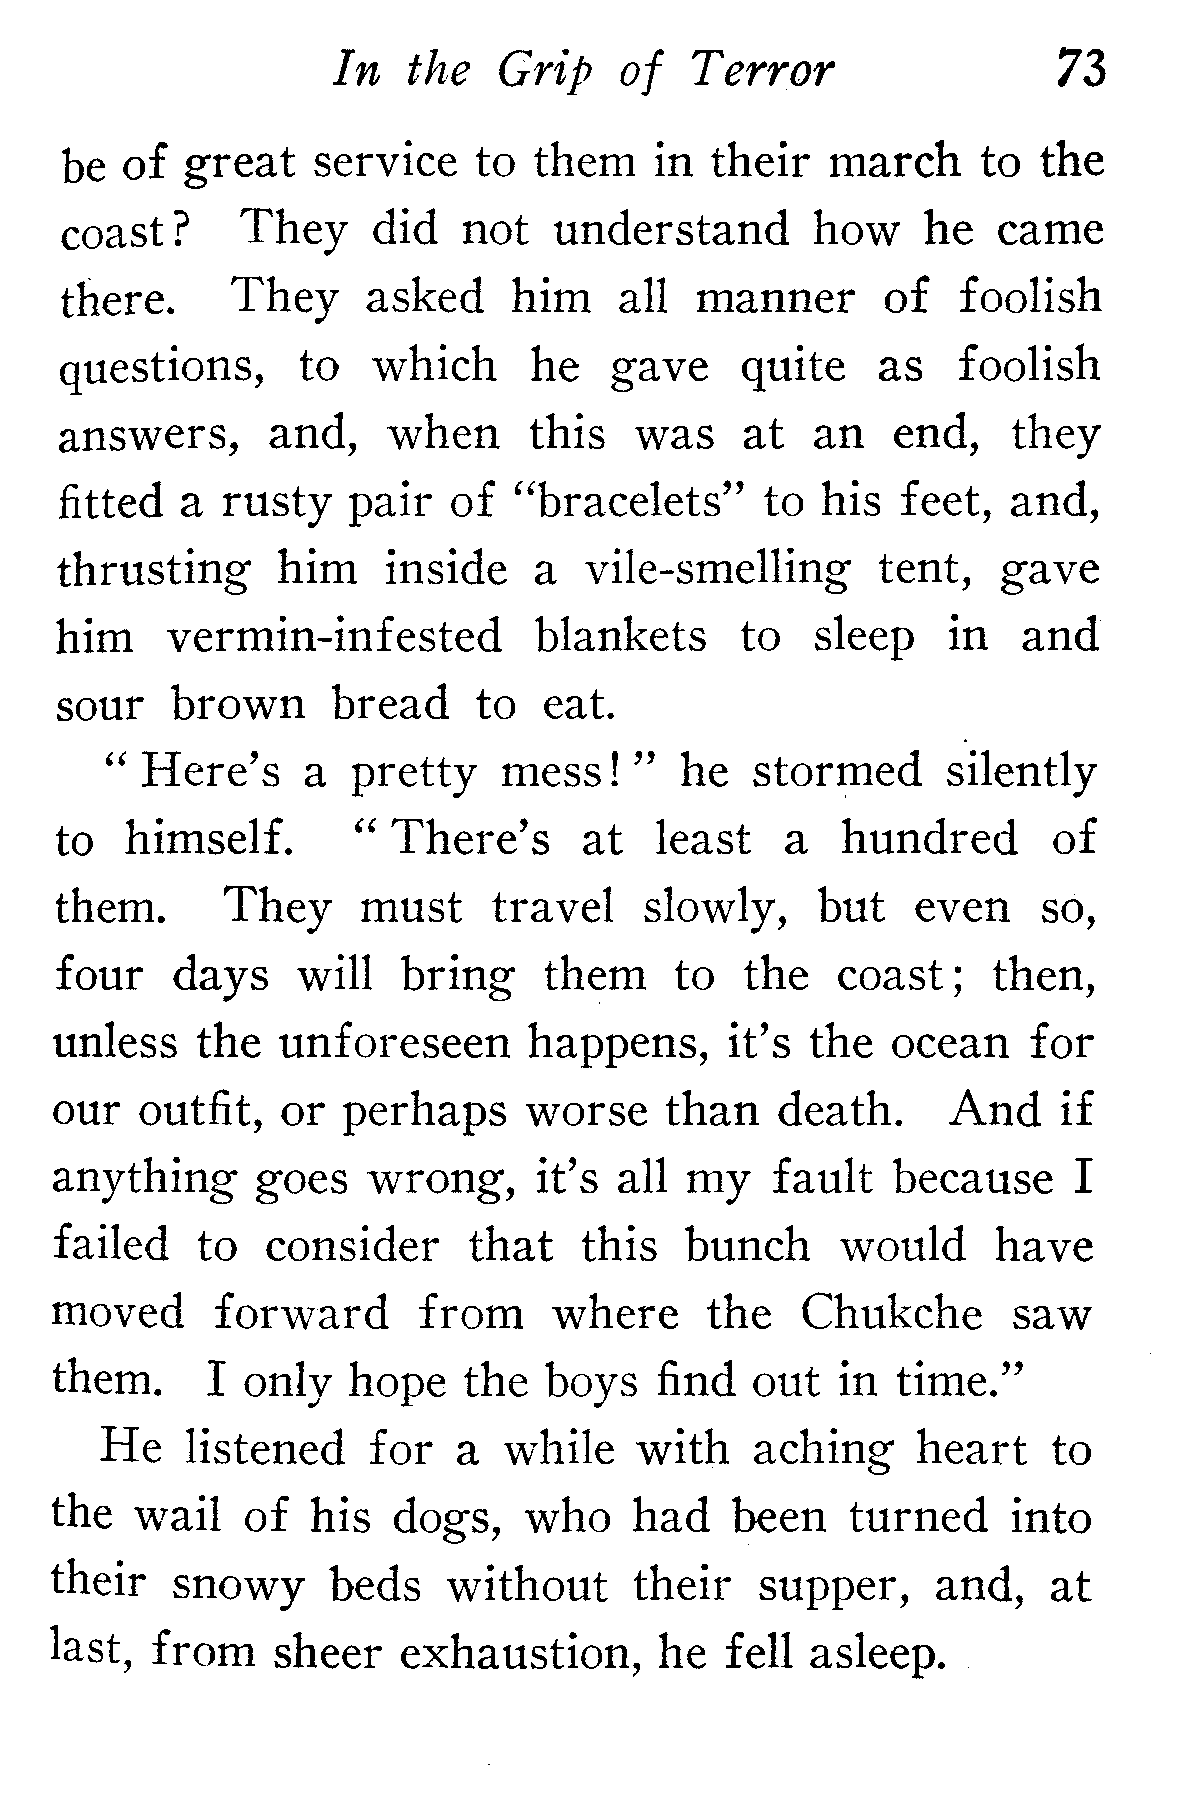 In the Grip of Terror 73
be of great service to them in their march to the
coast? They did not understand how he came
there. They asked him all manner of foolish
questions, to which he gave quite as foolish
answers, and, when this was at an end, they
fitted a rusty pair of “bracelets” to his feet, and,
thrusting him inside a vile-smelling tent, gave
him vermin-infested blankets to sleep in and
sour brown bread to eat.
“ Here’s a pretty mess! ” he stormed silently
to himself. “ There’s at least a hundred of
them. They must travel slowly, but even so,
four days will bring them to the coast; then,
unless the unforeseen happens, it’s the ocean for
our outfit, or perhaps worse than death. And if
anything goes wrong, it’s all my fault because I
failed to consider that this bunch would have
moved forward from where the Chukche saw
them. I only hope the boys find out in time.”
He listened for a while with aching heart to
the wail of his dogs, who had been turned into
their snowy beds without their supper, and, at
last, from sheer exhaustion, he fell asleep.